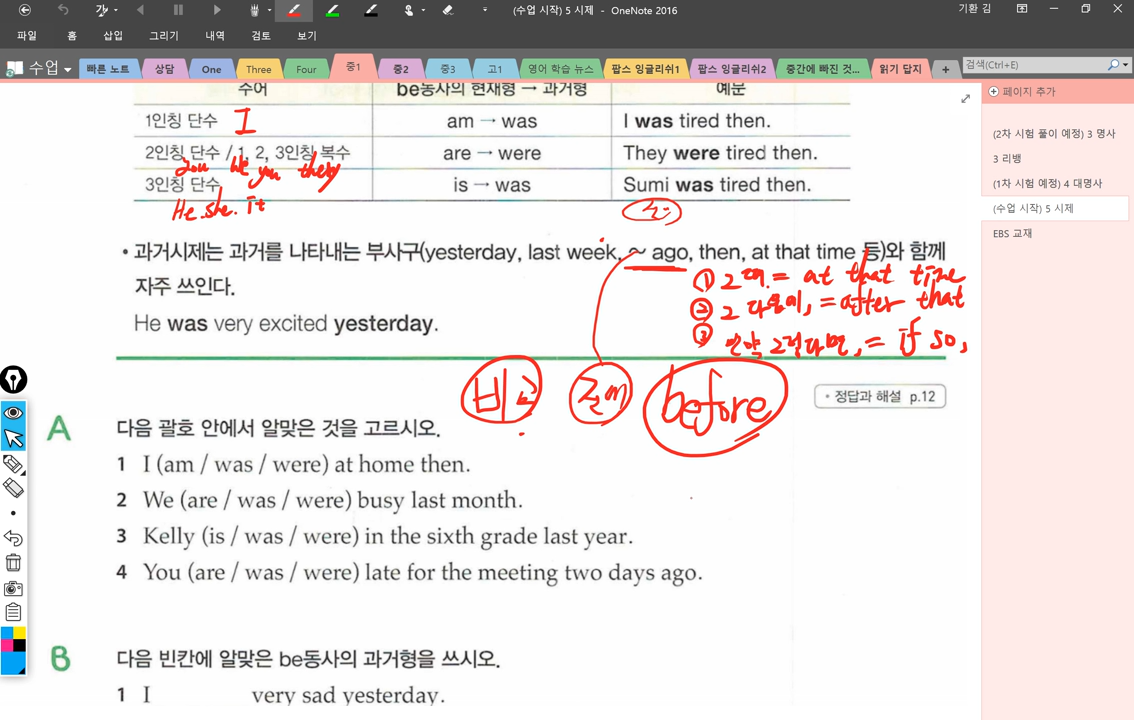 (수업 시작) 5 시제 - OneNote 2016
기환 김
파일 홈 삽입 그리기 내역 검토 보기
수업 빠른 노트 상담 One Three Four 중1 중2 중3 고1 영어 학습 뉴스 팝스 잉글리쉬1 팝스 잉글리쉬2 중간에 빠진 것... 읽기 답지 + 검색(Ctrl+E)
페이지 추가
(2차 시험 풀이 예정) 3 명사
3 리뱅
(1차 시험 예정) 4 대명사
(수업 시작) 5 시제
EBS 교재
주어 be동사의 현재형 → 과거형 예문
1인칭 단수 I am → was I was tired then.
2인칭 단수 / 1, 2, 3인칭 복수 are → were They were tired then.
you we you they
3인칭 단수 is → was Sumi was tired then.
He. she. it
• 과거시제는 과거를 나타내는 부사구(yesterday, last week, ~ ago, then, at that time 등)와 함께
자주 쓰인다.
① 그때. = at that time
② 그 다음에, = after that
③ 만약 그렇다면, = if so,
He was very excited yesterday.
before
• 정답과 해설 p.12
A 다음 괄호 안에서 알맞은 것을 고르시오.
1 I (am / was / were) at home then.
2 We (are / was / were) busy last month.
3 Kelly (is / was / were) in the sixth grade last year.
4 You (are / was / were) late for the meeting two days ago.
B 다음 빈칸에 알맞은 be동사의 과거형을 쓰시오.
1 I very sad yesterday.